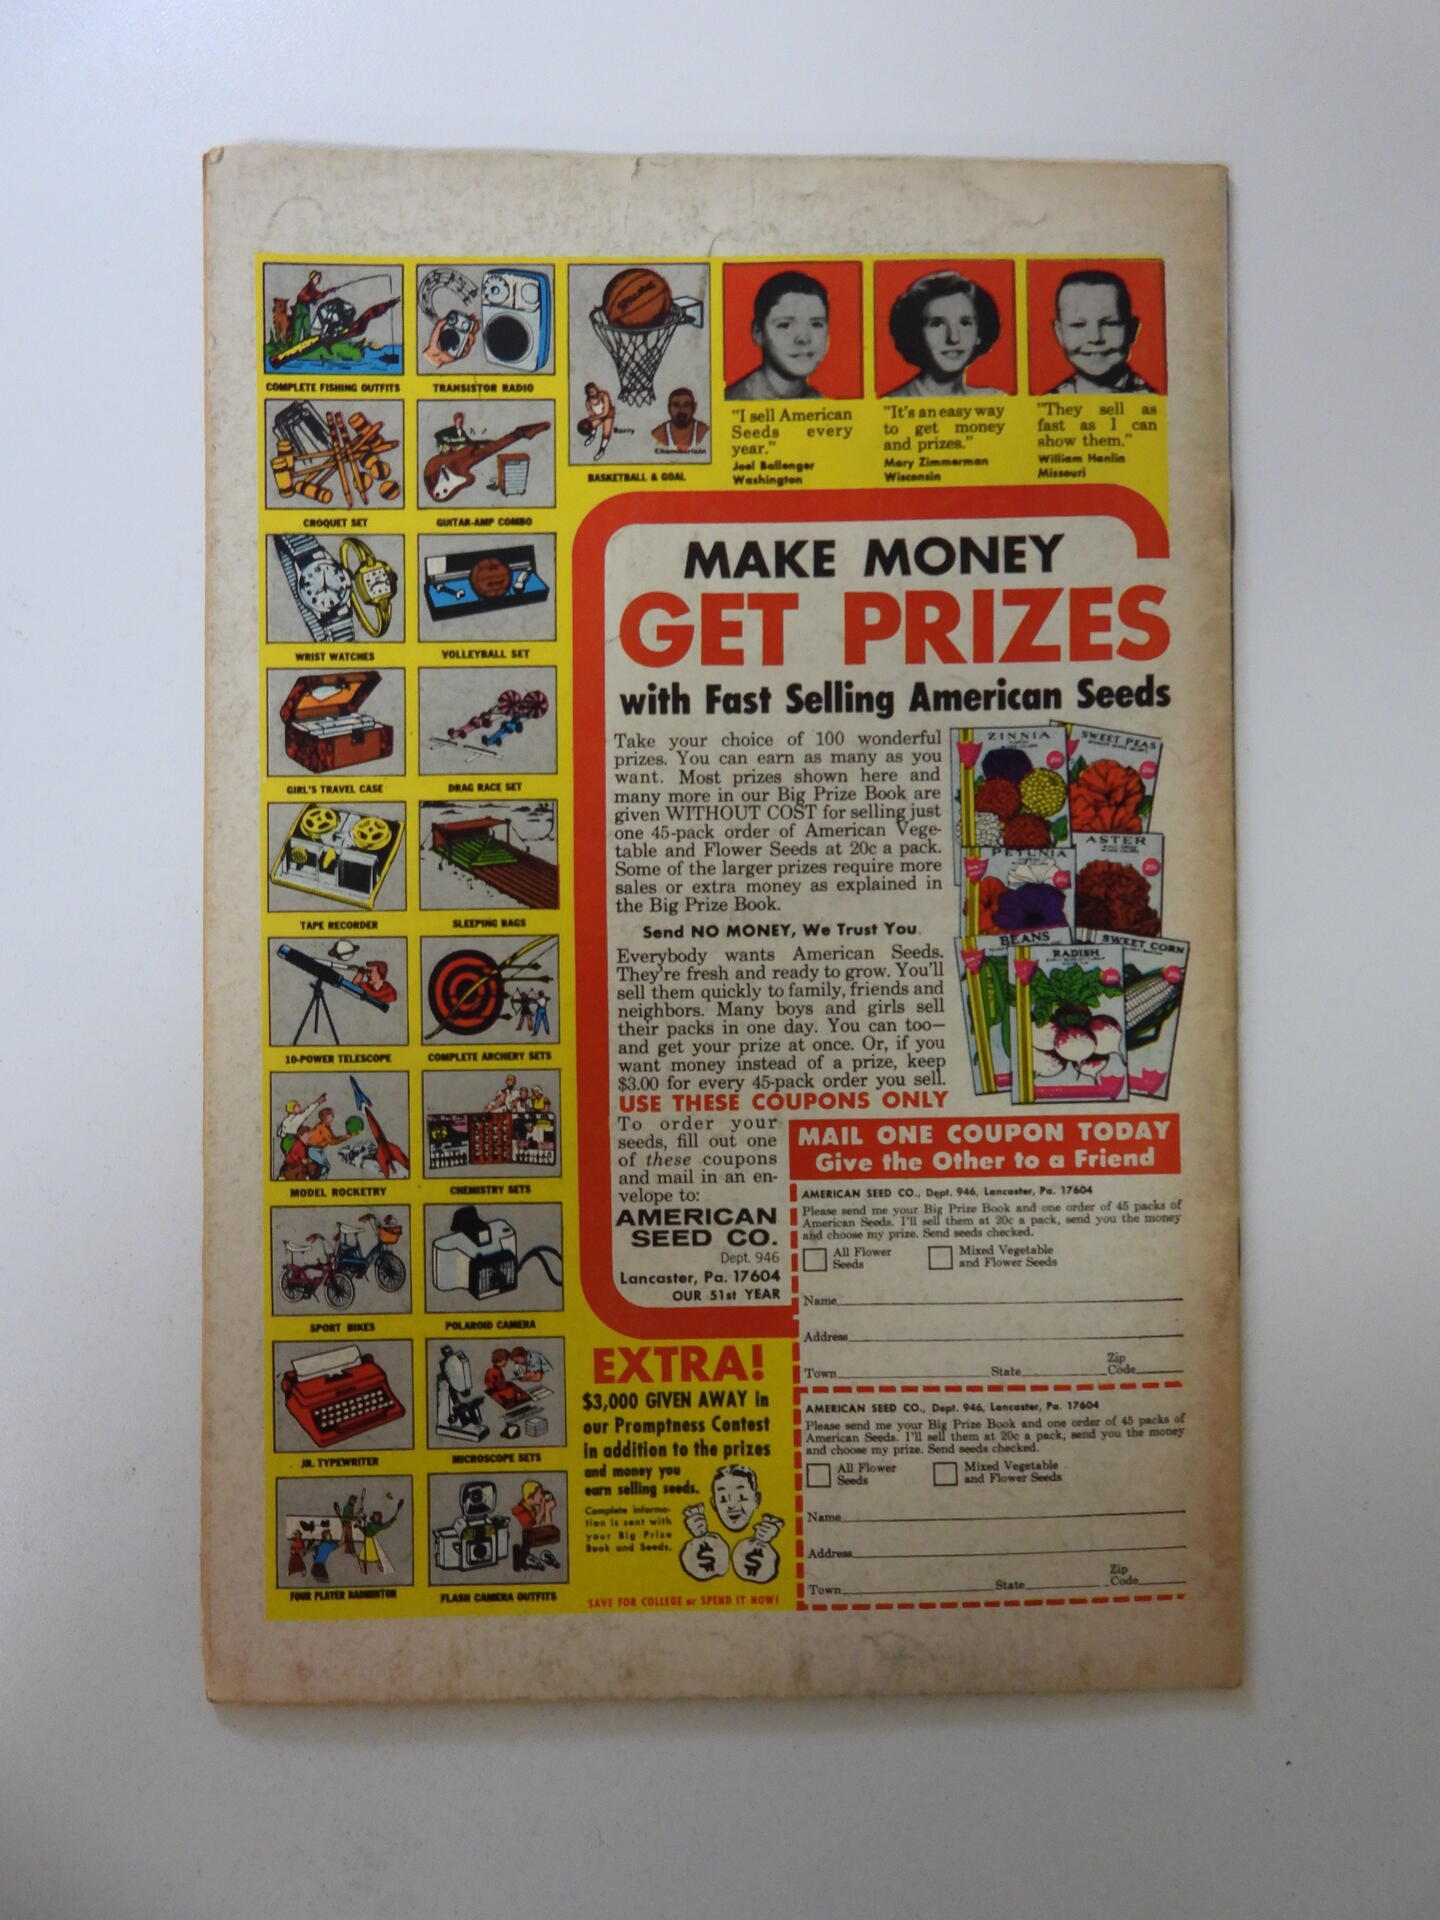 COMPLETE FISHING OUTFITS
TRANSISTOR RADIO
Barry
Chamberlain
BASKETBALL & GOAL
"I sell American
Seeds every
year."
Joel Ballenger
Washington
"It's an easy way
to get money
and prizes."
Mary Zimmerman
Wisconsin
"They sell as
fast as I can
show them."
William Hanlin
Missouri
CROQUET SET
GUITAR-AMP COMBO
WRIST WATCHES
VOLLEYBALL SET
GIRL'S TRAVEL CASE
DRAG RACE SET
TAPE RECORDER
SLEEPING BAGS
10-POWER TELESCOPE
COMPLETE ARCHERY SETS
MODEL ROCKETRY
CHEMISTRY SETS
SPORT BIKES
POLAROID CAMERA
JR. TYPEWRITER
MICROSCOPE SETS
FOUR PLAYER BADMINTON
FLASH CAMERA OUTFITS
MAKE MONEY
GET PRIZES
with Fast Selling American Seeds
Take your choice of 100 wonderful
prizes. You can earn as many as you
want. Most prizes shown here and
many more in our Big Prize Book are
given WITHOUT COST for selling just
one 45-pack order of American Vege-
table and Flower Seeds at 20c a pack.
Some of the larger prizes require more
sales or extra money as explained in
the Big Prize Book.
Send NO MONEY, We Trust You.
Everybody wants American Seeds.
They're fresh and ready to grow. You'll
sell them quickly to family, friends and
neighbors. Many boys and girls sell
their packs in one day. You can too—
and get your prize at once. Or, if you
want money instead of a prize, keep
$3.00 for every 45-pack order you sell.
USE THESE COUPONS ONLY
To order your
seeds, fill out one
of these coupons
and mail in an en-
velope to:
AMERICAN
SEED CO.
Dept. 946
Lancaster, Pa. 17604
OUR 51st YEAR
ZINNIA
SWEET PEAS
PETUNIA
ASTER
BEANS
RADISH
SWEET CORN
MAIL ONE COUPON TODAY
Give the Other to a Friend
AMERICAN SEED CO., Dept. 946, Lancaster, Pa. 17604
Please send me your Big Prize Book and one order of 45 packs of
American Seeds. I'll sell them at 20c a pack, send you the money
and choose my prize. Send seeds checked.
All Flower
Seeds
Mixed Vegetable
and Flower Seeds
Name
Address
Town State Zip Code
AMERICAN SEED CO., Dept. 946, Lancaster, Pa. 17604
Please send me your Big Prize Book and one order of 45 packs of
American Seeds. I'll sell them at 20c a pack, send you the money
and choose my prize. Send seeds checked.
All Flower
Seeds
Mixed Vegetable
and Flower Seeds
Name
Address
Town State Zip Code
EXTRA!
$3,000 GIVEN AWAY in
our Promptness Contest
in addition to the prizes
and money you
earn selling seeds.
Complete informa-
tion is sent with
your Big Prize
Book and Seeds.
$ $
SAVE FOR COLLEGE or SPEND IT NOW!